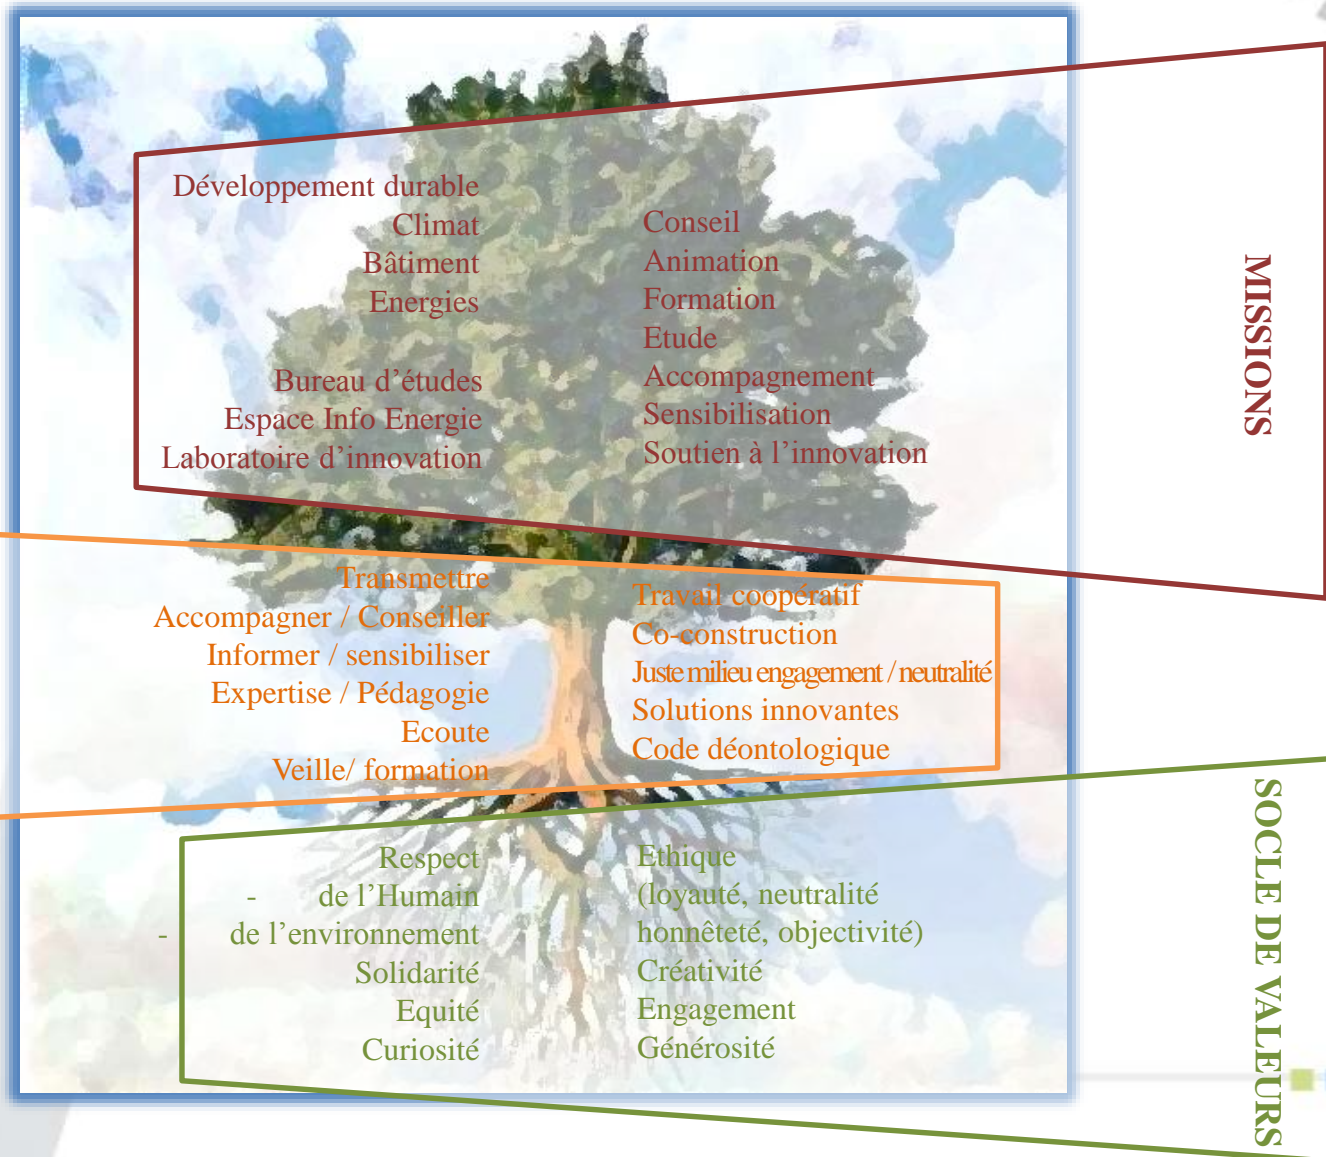 Développement durable
Climat
Bâtiment
Energies
Bureau d’études
Espace Info Energie
Laboratoire d’innovation
Conseil
Animation
Formation
Etude
Accompagnement
Sensibilisation
Soutien à l’innovation
MISSIONS
Transmettre
Accompagner / Conseiller
Informer / sensibiliser
Expertise / Pédagogie
Ecoute
Veille/ formation
Travail coopératif
Co-construction
Juste milieu engagement / neutralité
Solutions innovantes
Code déontologique
Respect
- de l’Humain
- de l’environnement
Solidarité
Equité
Curiosité
Ethique
(loyauté, neutralité
honnêteté, objectivité)
Créativité
Engagement
Générosité
SOCLE DE VALEURS